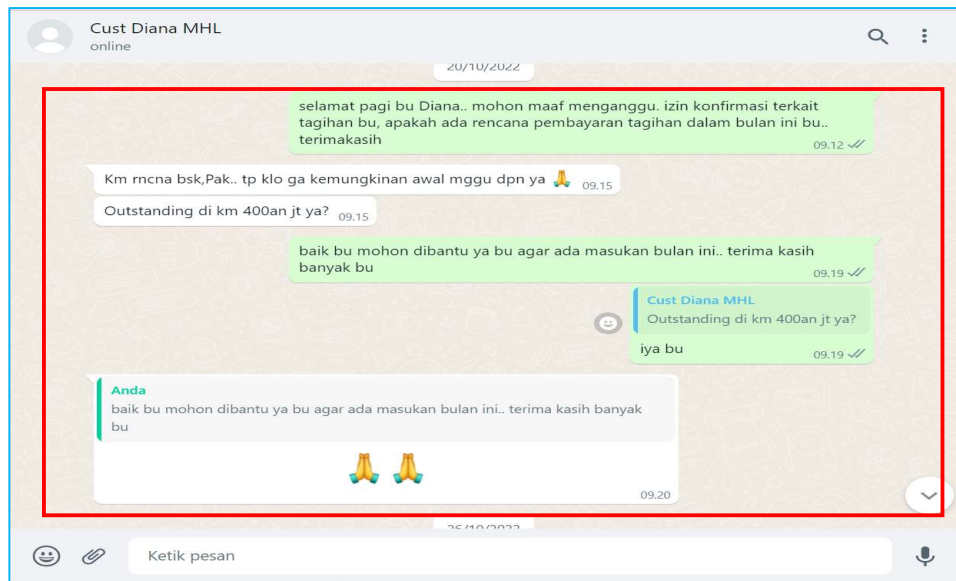 Cust Diana MHL
online
20/10/2022
selamat pagi bu Diana.. mohon maaf menganggu. izin konfirmasi terkait
tagihan bu, apakah ada rencana pembayaran tagihan dalam bulan ini bu..
terimakasih
09.12
Km rncna bsk,Pak.. tp klo ga kemungkinan awal mggu dpn ya 🙏 09.15
Outstanding di km 400an jt ya? 09.15
baik bu mohon dibantu ya bu agar ada masukan bulan ini.. terima kasih
banyak bu
09.19
Cust Diana MHL
Outstanding di km 400an jt ya?
iya bu
09.19
Anda
baik bu mohon dibantu ya bu agar ada masukan bulan ini.. terima kasih banyak
bu
🙏 🙏
09.20
26/10/2022
Ketik pesan